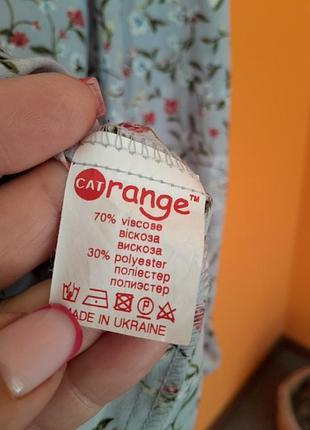 CAT orange™
70% viscose
віскоза
вискоза
30% polyester
поліестер
полиэстер
MADE IN UKRAINE